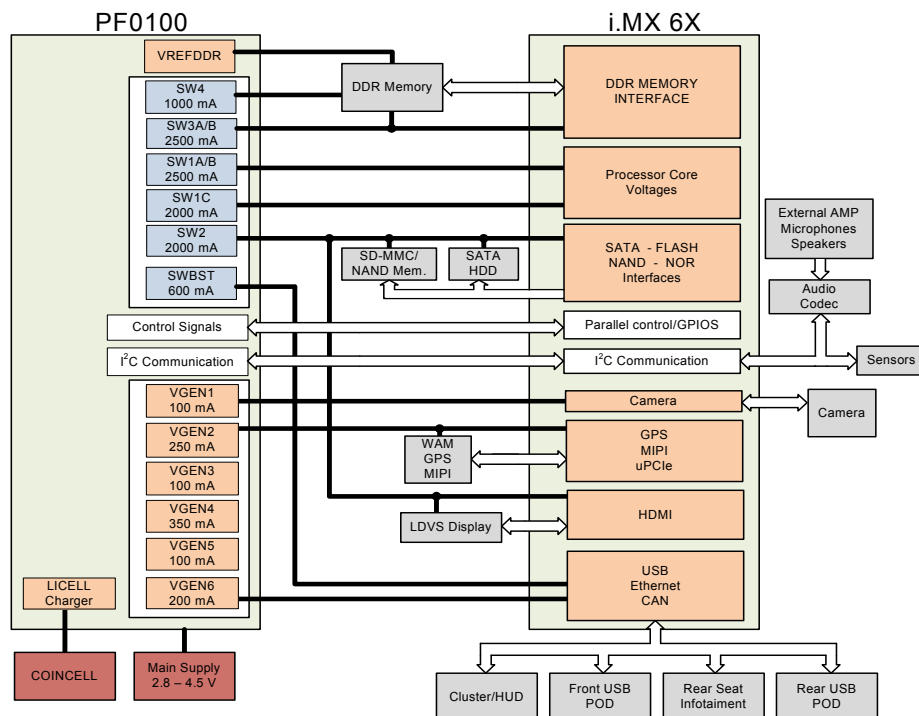 PF0100
i.MX 6X
VREFDDR
SW4
1000 mA
SW3A/B
2500 mA
SW1A/B
2500 mA
SW1C
2000 mA
SW2
2000 mA
SWBST
600 mA
Control Signals
I²C Communication
VGEN1
100 mA
VGEN2
250 mA
VGEN3
100 mA
VGEN4
350 mA
VGEN5
100 mA
VGEN6
200 mA
LICELL
Charger
COINCELL
Main Supply
2.8 – 4.5 V
DDR Memory
SD-MMC/
NAND Mem.
SATA
HDD
WAM
GPS
MIPI
LDVS Display
DDR MEMORY
INTERFACE
Processor Core
Voltages
SATA - FLASH
NAND - NOR
Interfaces
Parallel control/GPIOS
I²C Communication
Camera
GPS
MIPI
uPCIe
HDMI
USB
Ethernet
CAN
External AMP
Microphones
Speakers
Audio
Codec
Sensors
Camera
Cluster/HUD
Front USB
POD
Rear Seat
Infotaiment
Rear USB
POD